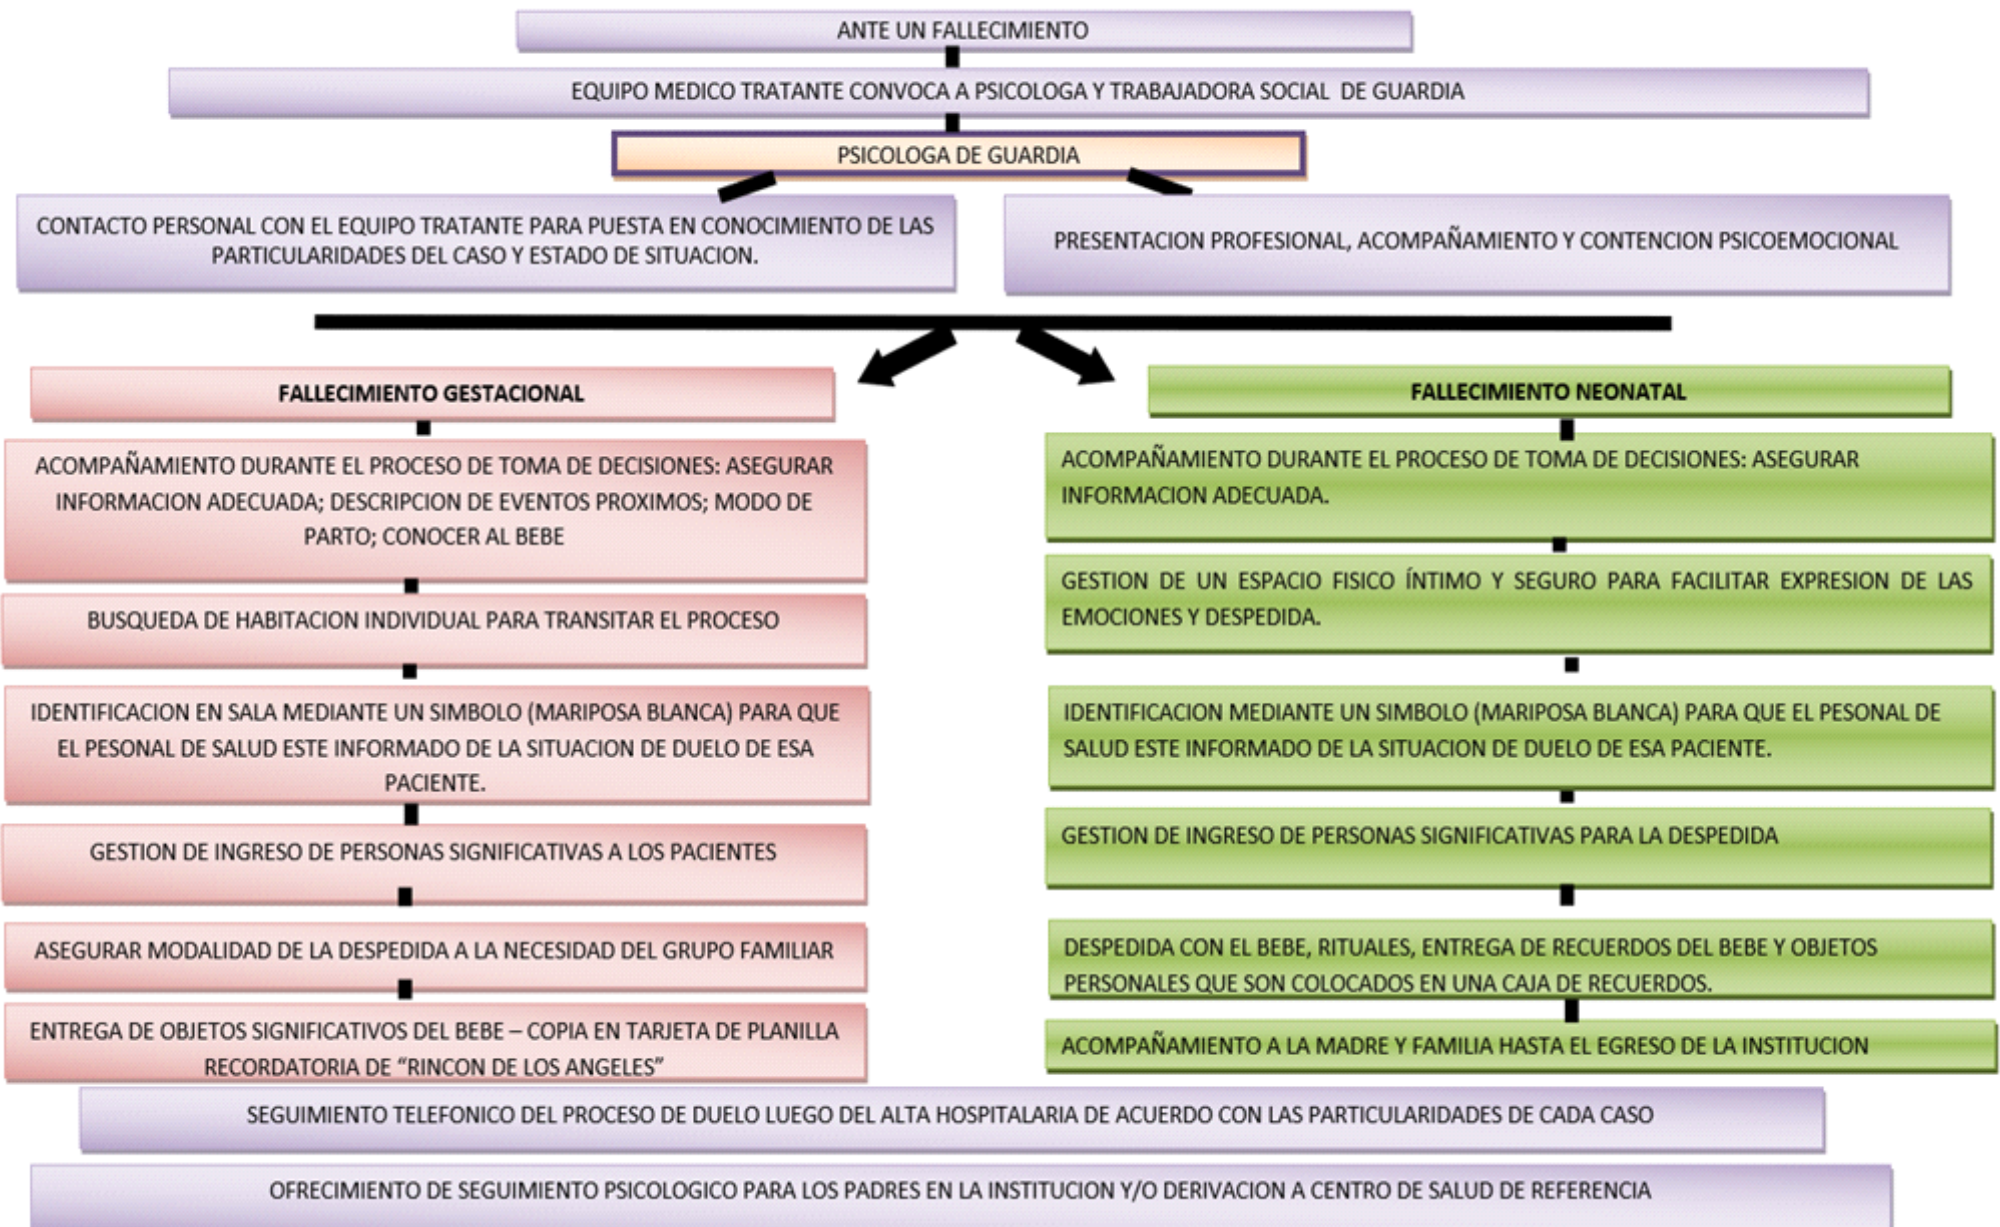 ANTE UN FALLECIMIENTO
EQUIPO MEDICO TRATANTE CONVOCA A PSICOLOGA Y TRABAJADORA SOCIAL DE GUARDIA
PSICOLOGA DE GUARDIA
CONTACTO PERSONAL CON EL EQUIPO TRATANTE PARA PUESTA EN CONOCIMIENTO DE LAS
PARTICULARIDADES DEL CASO Y ESTADO DE SITUACION.
PRESENTACION PROFESIONAL, ACOMPAÑAMIENTO Y CONTENCION PSICOEMOCIONAL
FALLECIMIENTO GESTACIONAL
ACOMPAÑAMIENTO DURANTE EL PROCESO DE TOMA DE DECISIONES: ASEGURAR
INFORMACION ADECUADA; DESCRIPCION DE EVENTOS PROXIMOS; MODO DE
PARTO; CONOCER AL BEBE
BUSQUEDA DE HABITACION INDIVIDUAL PARA TRANSITAR EL PROCESO
IDENTIFICACION EN SALA MEDIANTE UN SIMBOLO (MARIPOSA BLANCA) PARA QUE
EL PESONAL DE SALUD ESTE INFORMADO DE LA SITUACION DE DUELO DE ESA
PACIENTE.
GESTION DE INGRESO DE PERSONAS SIGNIFICATIVAS A LOS PACIENTES
ASEGURAR MODALIDAD DE LA DESPEDIDA A LA NECESIDAD DEL GRUPO FAMILIAR
ENTREGA DE OBJETOS SIGNIFICATIVOS DEL BEBE – COPIA EN TARJETA DE PLANILLA
RECORDATORIA DE “RINCON DE LOS ANGELES”
FALLECIMIENTO NEONATAL
ACOMPAÑAMIENTO DURANTE EL PROCESO DE TOMA DE DECISIONES: ASEGURAR
INFORMACION ADECUADA.
GESTION DE UN ESPACIO FISICO ÍNTIMO Y SEGURO PARA FACILITAR EXPRESION DE LAS
EMOCIONES Y DESPEDIDA.
IDENTIFICACION MEDIANTE UN SIMBOLO (MARIPOSA BLANCA) PARA QUE EL PESONAL DE
SALUD ESTE INFORMADO DE LA SITUACION DE DUELO DE ESA PACIENTE.
GESTION DE INGRESO DE PERSONAS SIGNIFICATIVAS PARA LA DESPEDIDA
DESPEDIDA CON EL BEBE, RITUALES, ENTREGA DE RECUERDOS DEL BEBE Y OBJETOS
PERSONALES QUE SON COLOCADOS EN UNA CAJA DE RECUERDOS.
ACOMPAÑAMIENTO A LA MADRE Y FAMILIA HASTA EL EGRESO DE LA INSTITUCION
SEGUIMIENTO TELEFONICO DEL PROCESO DE DUELO LUEGO DEL ALTA HOSPITALARIA DE ACUERDO CON LAS PARTICULARIDADES DE CADA CASO
OFRECIMIENTO DE SEGUIMIENTO PSICOLOGICO PARA LOS PADRES EN LA INSTITUCION Y/O DERIVACION A CENTRO DE SALUD DE REFERENCIA